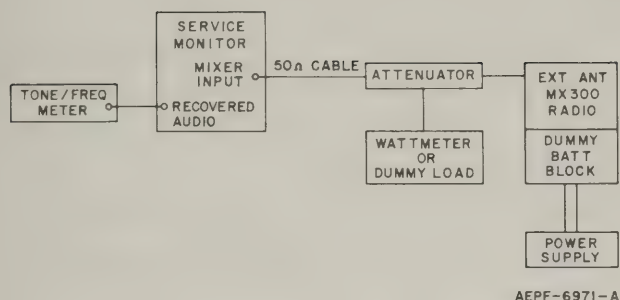 SERVICE
MONITOR
MIXER
INPUT
RECOVERED
AUDIO
TONE/FREQ
METER
50Ω CABLE
ATTENUATOR
WATTMETER
OR
DUMMY LOAD
EXT ANT
MX300
RADIO
DUMMY
BATT
BLOCK
POWER
SUPPLY
AEPF-6971-A